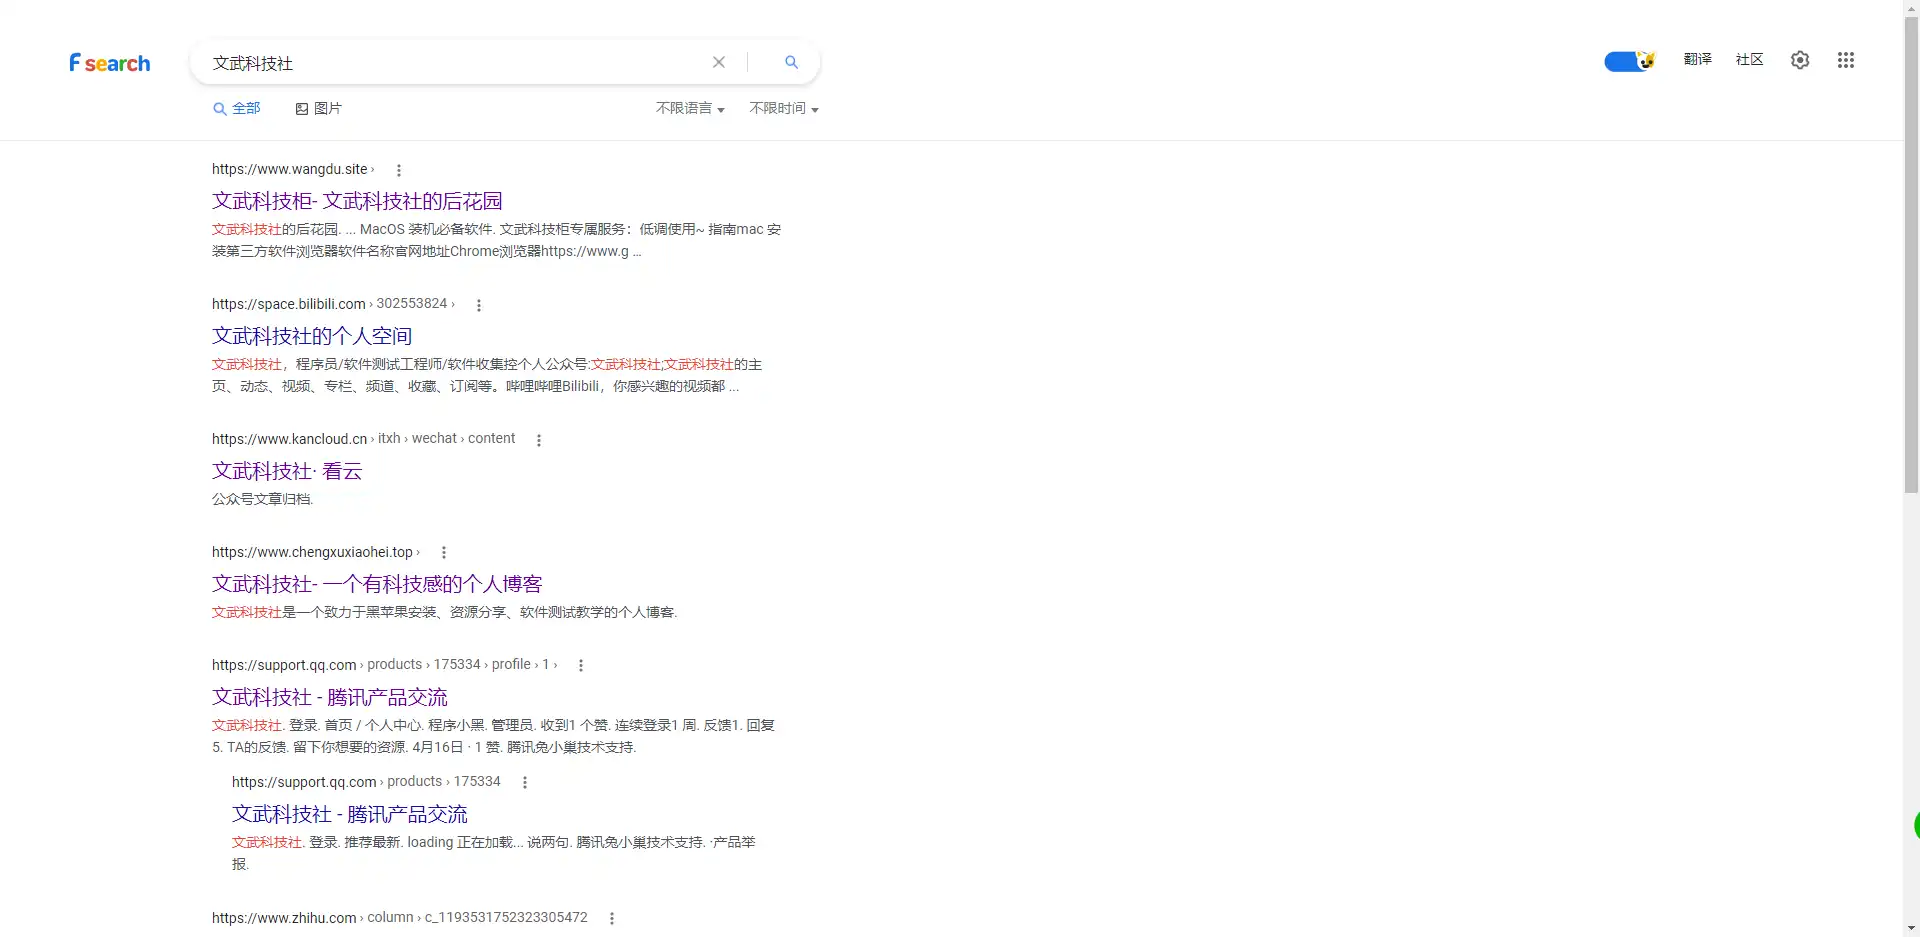 F search
文武科技社
翻译 社区
全部 图片 不限语言 不限时间
https://www.wangdu.site ›
文武科技柜- 文武科技社的后花园
文武科技社的后花园. ... MacOS 装机必备软件. 文武科技柜专属服务：低调使用~ 指南mac 安
装第三方软件浏览器软件名称官网地址Chrome浏览器https://www.g ...
https://space.bilibili.com › 302553824 ›
文武科技社的个人空间
文武科技社，程序员/软件测试工程师/软件收集控个人公众号:文武科技社;文武科技社的主
页、动态、视频、专栏、频道、收藏、订阅等。哔哩哔哩Bilibili，你感兴趣的视频都 ...
https://www.kancloud.cn › itxh › wechat › content
文武科技社· 看云
公众号文章归档.
https://www.chengxuxiaohei.top ›
文武科技社- 一个有科技感的个人博客
文武科技社是一个致力于黑苹果安装、资源分享、软件测试教学的个人博客.
https://support.qq.com › products › 175334 › profile › 1 ›
文武科技社 - 腾讯产品交流
文武科技社. 登录. 首页 / 个人中心. 程序小黑. 管理员. 收到1 个赞. 连续登录1 周. 反馈1. 回复
5. TA的反馈. 留下你想要的资源. 4月16日 · 1 赞. 腾讯兔小巢技术支持.
https://support.qq.com › products › 175334
文武科技社 - 腾讯产品交流
文武科技社. 登录. 推荐最新. loading 正在加载... 说两句. 腾讯兔小巢技术支持. ·产品举
报.
https://www.zhihu.com › column › c_1193531752323305472